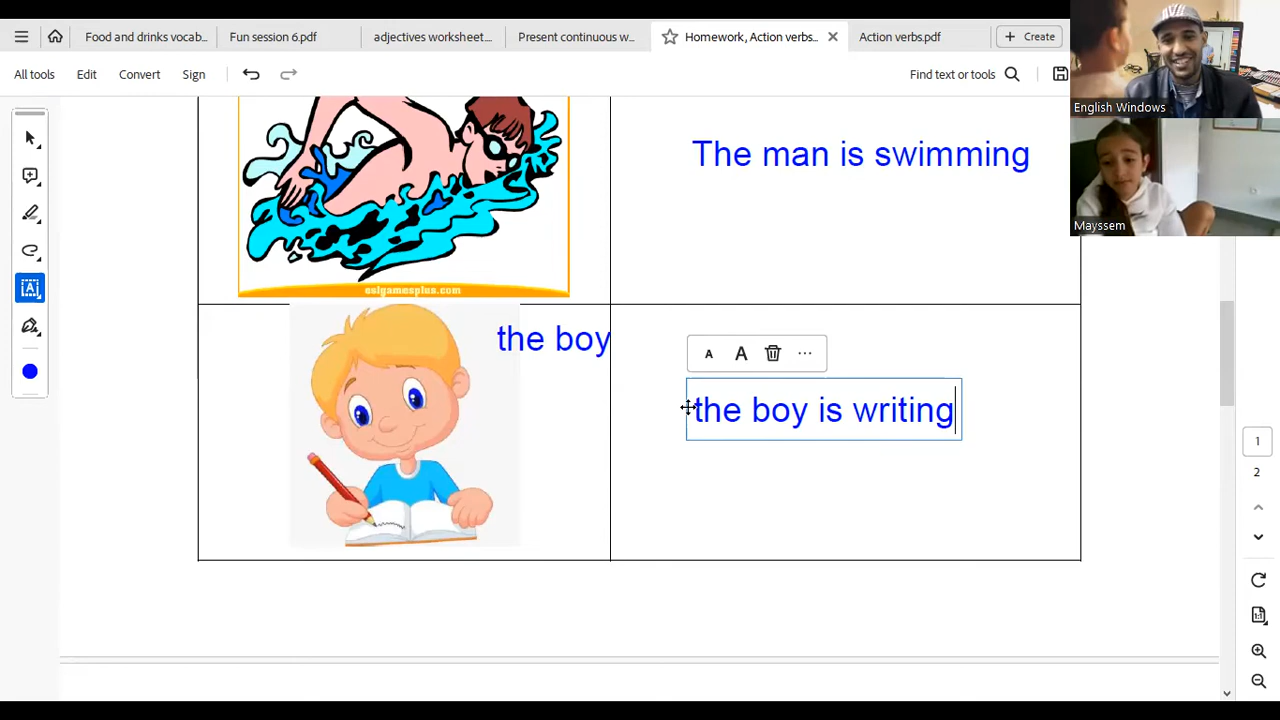 Food and drinks vocab...
Fun session 6.pdf
adjectives worksheet....
Present continuous w...
Homework, Action verbs...
Action verbs.pdf
Create
All tools
Edit
Convert
Sign
Find text or tools
English Windows
Mayssem
The man is swimming
eslgamesplus.com
the boy
A A ...
the boy is writing
1
2
1:1